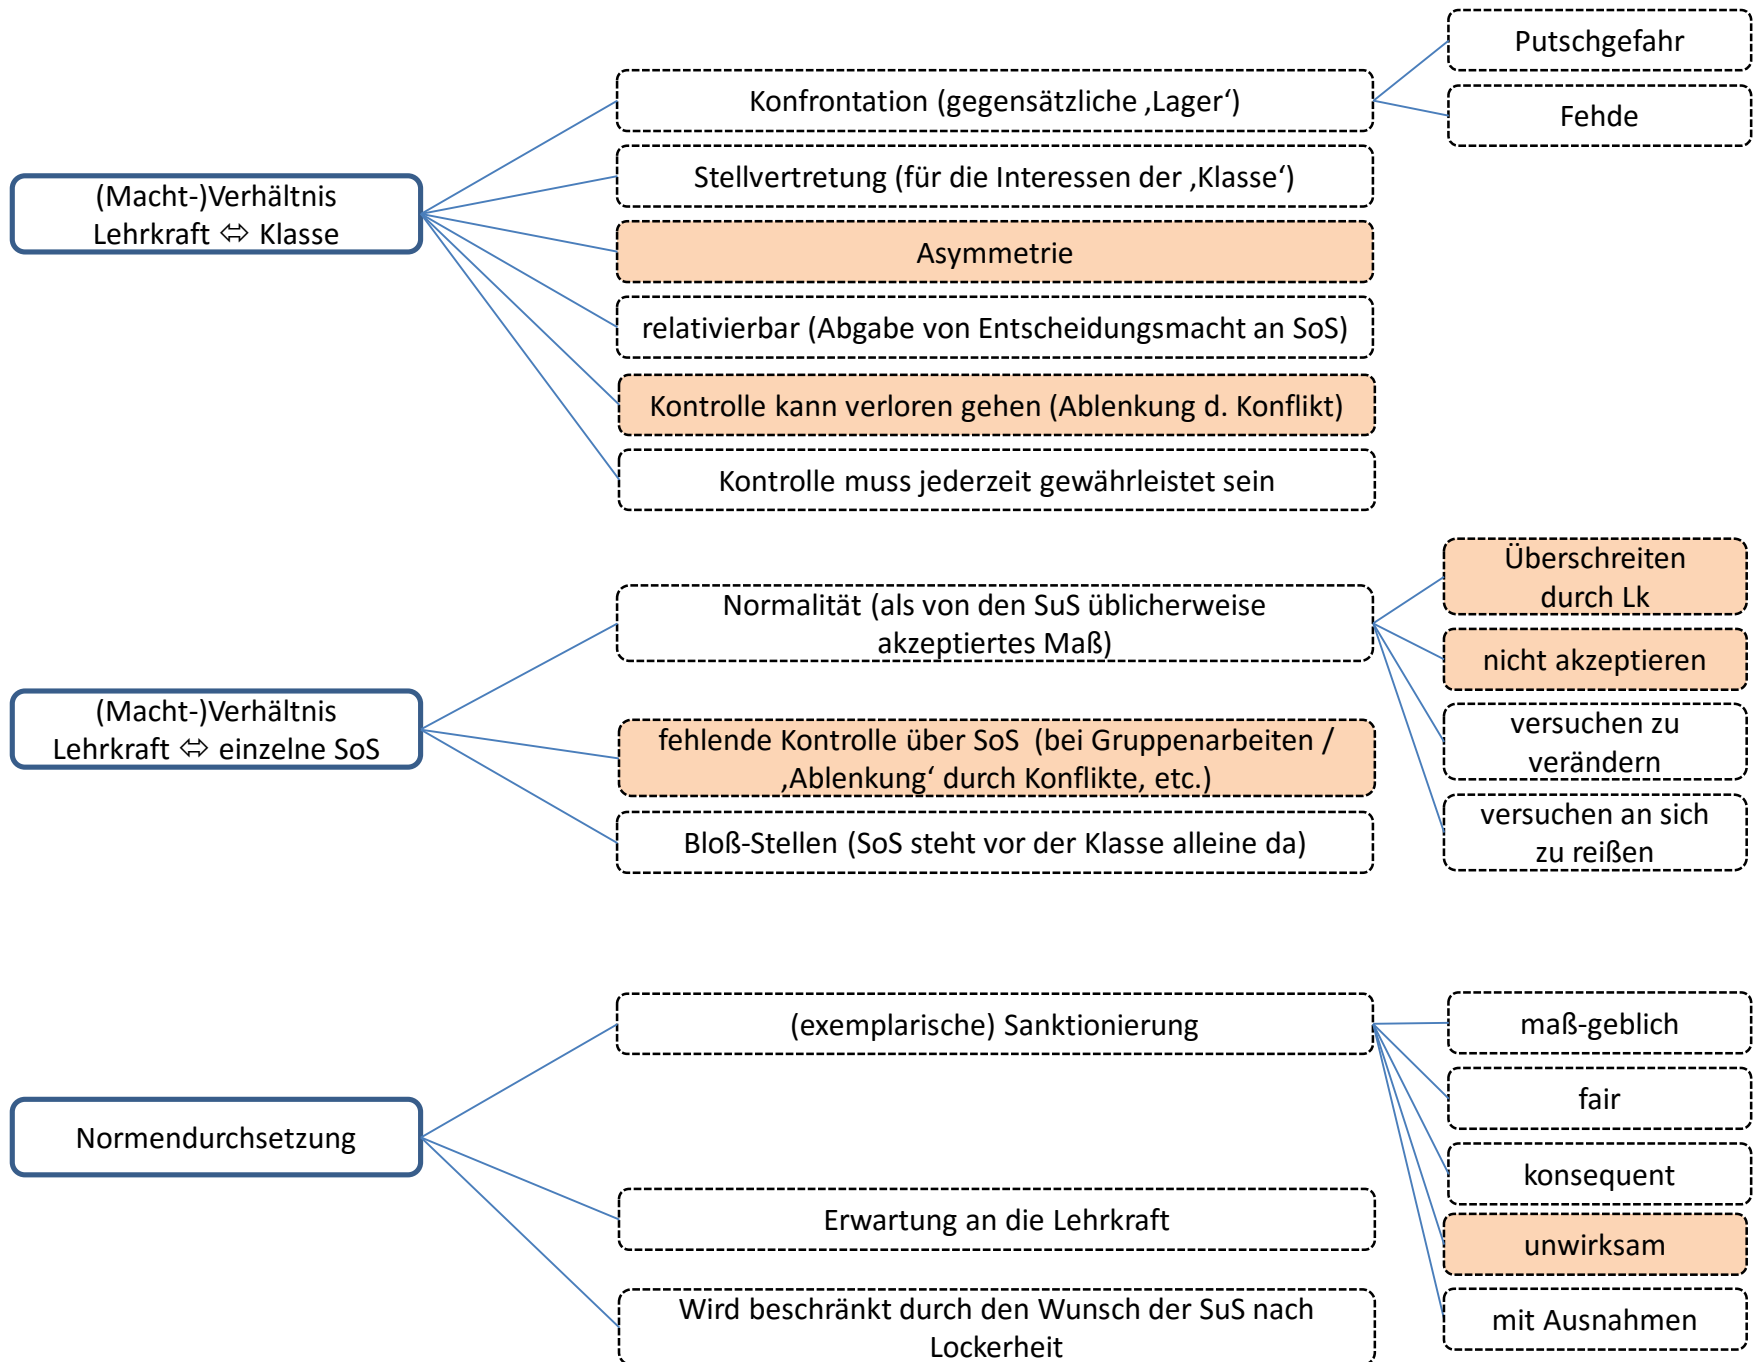 (Macht-)Verhältnis
Lehrkraft ⇔ Klasse
Konfrontation (gegensätzliche ‚Lager‘)
Putschgefahr
Fehde
Stellvertretung (für die Interessen der ‚Klasse‘)
Asymmetrie
relativierbar (Abgabe von Entscheidungsmacht an SoS)
Kontrolle kann verloren gehen (Ablenkung d. Konflikt)
Kontrolle muss jederzeit gewährleistet sein
(Macht-)Verhältnis
Lehrkraft ⇔ einzelne SoS
Normalität (als von den SuS üblicherweise
akzeptiertes Maß)
Überschreiten
durch Lk
nicht akzeptieren
versuchen zu
verändern
versuchen an sich
zu reißen
fehlende Kontrolle über SoS (bei Gruppenarbeiten /
‚Ablenkung‘ durch Konflikte, etc.)
Bloß-Stellen (SoS steht vor der Klasse alleine da)
Normendurchsetzung
(exemplarische) Sanktionierung
maß-geblich
fair
konsequent
unwirksam
mit Ausnahmen
Erwartung an die Lehrkraft
Wird beschränkt durch den Wunsch der SuS nach
Lockerheit